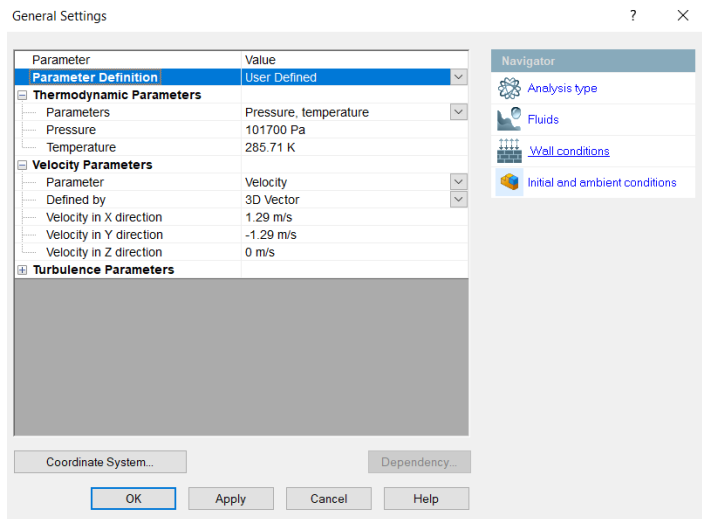 General Settings
? ×
Parameter Value
Parameter Definition User Defined
Thermodynamic Parameters
Parameters Pressure, temperature
Pressure 101700 Pa
Temperature 285.71 K
Velocity Parameters
Parameter Velocity
Defined by 3D Vector
Velocity in X direction 1.29 m/s
Velocity in Y direction -1.29 m/s
Velocity in Z direction 0 m/s
Turbulence Parameters
Navigator
Analysis type
Fluids
Wall conditions
Initial and ambient conditions
Coordinate System... Dependency...
OK Apply Cancel Help